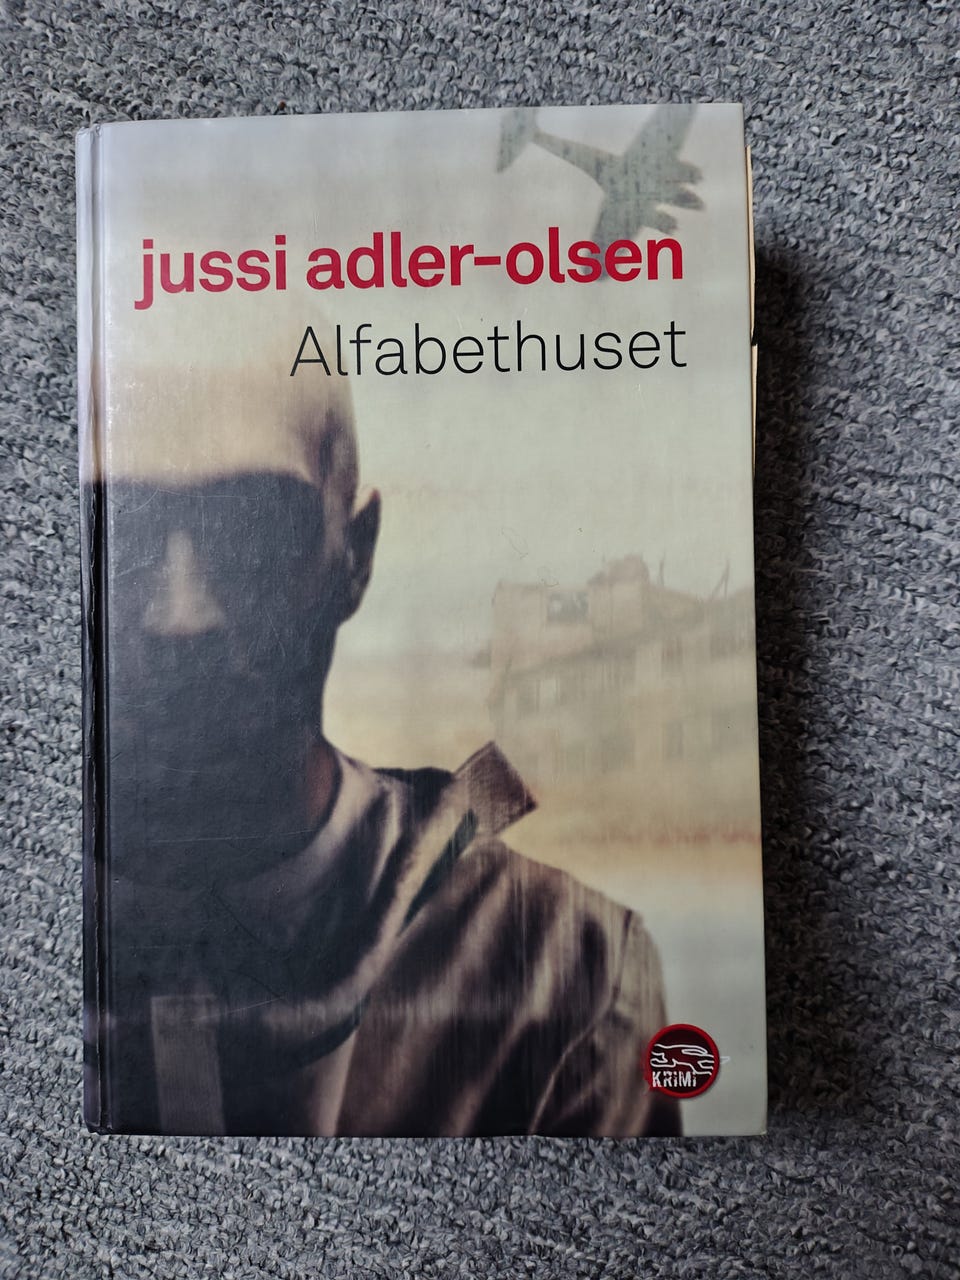 jussi adler-olsen
Alfabethuset
KRiMi